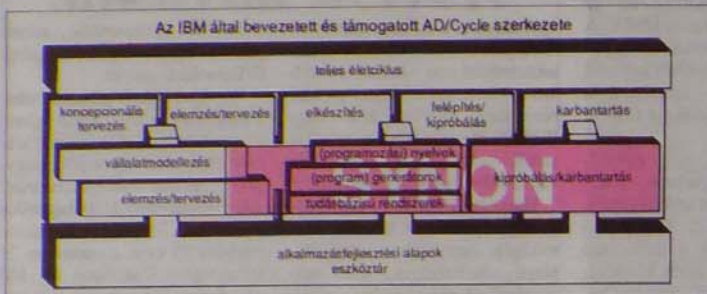 Az IBM által bevezetett és támogatott AD/Cycle szerkezete
teljes életciklus
koncepcionális
tervezés
elemzés/tervezés
elkészítés
felépítés/
kipróbálás
karbantartás
vállalatmodellezés
elemzés/tervezés
(programozási) nyelvek
(program) generátorok
tudásbázisú rendszerek
kipróbálás/karbantartás
alkalmazásfejlesztési alapok
eszköztár